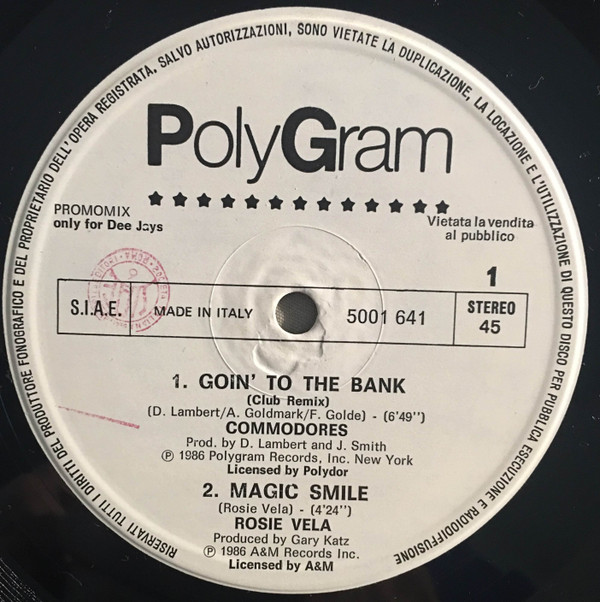 RISERVATI TUTTI I DIRITTI DEL PRODUTTORE FONOGRAFICO E DEL PROPRIETARIO DELL'OPERA REGISTRATA, SALVO AUTORIZZAZIONI, SONO VIETATE LA DUPLICAZIONE, LA LOCAZIONE E L'UTILIZZAZIONE DI QUESTO DISCO PER PUBBLICA ESECUZIONE E RADIODIFFUSIONE
PolyGram
PROMOMIX
only for Dee Jays
Vietata la vendita
al pubblico
1
S.I.A.E.
MADE IN ITALY
5001 641
STEREO
45
1. GOIN' TO THE BANK
(Club Remix)
(D. Lambert/A. Goldmark/F. Golde) - (6'49'')
COMMODORES
Prod. by D. Lambert and J. Smith
℗ 1986 Polygram Records, Inc. New York
Licensed by Polydor
2. MAGIC SMILE
(Rosie Vela) - (4'24'')
ROSIE VELA
Produced by Gary Katz
℗ 1986 A&M Records Inc.
Licensed by A&M